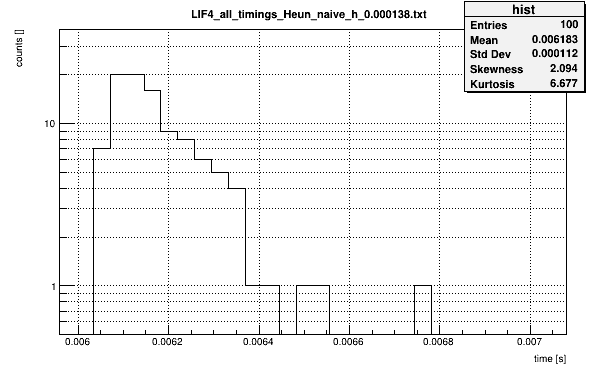 LIF4_all_timings_Heun_naive_h_0.000138.txt
hist
Entries 100
Mean 0.006183
Std Dev 0.000112
Skewness 2.094
Kurtosis 6.677
counts []
10
1
0.006 0.0062 0.0064 0.0066 0.0068 0.007
time [s]